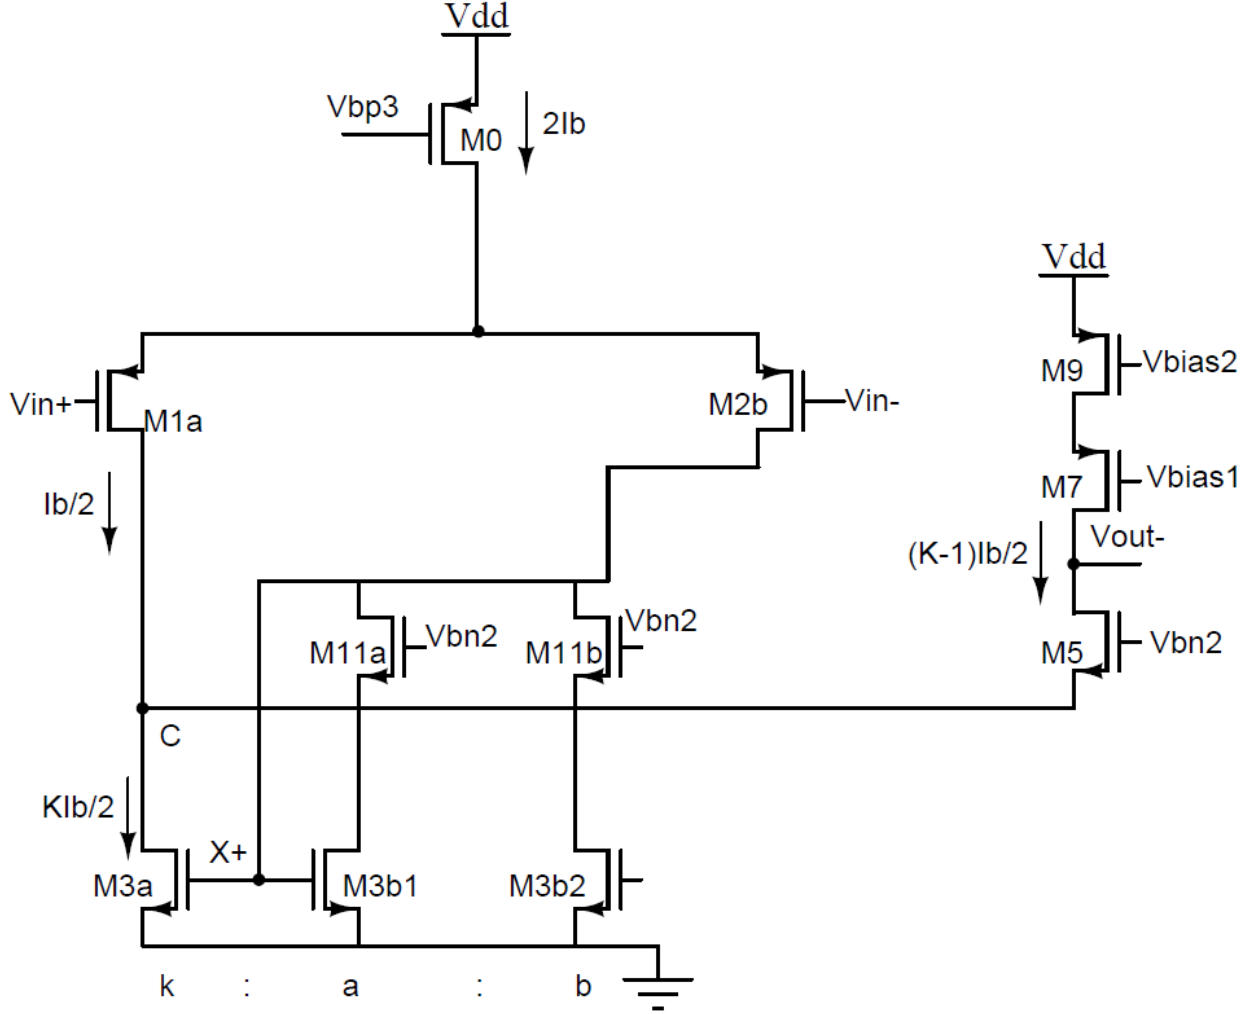 Vdd
Vbp3
M0
2Ib
Vdd
M9
Vbias2
Vin+
M1a
M2b
Vin-
M7
Vbias1
Ib/2
(K-1)Ib/2
Vout-
M11a
Vbn2
M11b
Vbn2
M5
Vbn2
C
KIb/2
X+
M3a
M3b1
M3b2
k : a : b